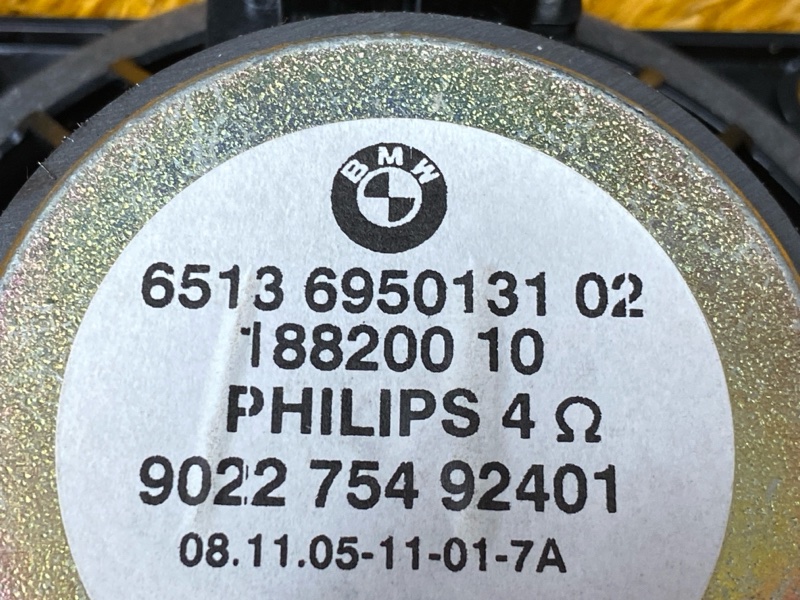 BMW
6513 6950131 02
188200 10
PHILIPS 4 Ω
9022 754 92401
08.11.05-11-01-7A